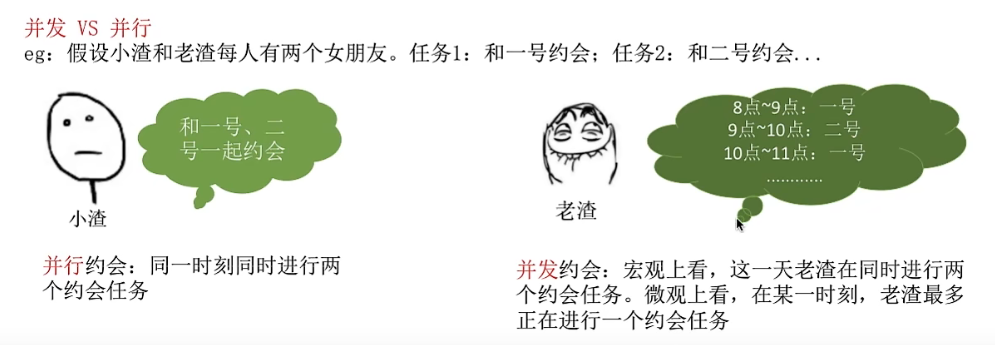 并发 VS 并行
eg：假设小渣和老渣每人有两个女朋友。任务1：和一号约会；任务2：和二号约会...
和一号、二
号一起约会
小渣
并行约会：同一时刻同时进行两
个约会任务
8点~9点：一号
9点~10点：二号
10点~11点：一号
…………
老渣
并发约会：宏观上看，这一天老渣在同时进行两
个约会任务。微观上看，在某一时刻，老渣最多
正在进行一个约会任务